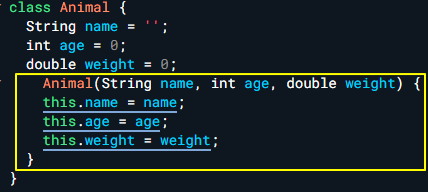 class Animal {
String name = '';
int age = 0;
double weight = 0;
Animal(String name, int age, double weight) {
this.name = name;
this.age = age;
this.weight = weight;
}
}